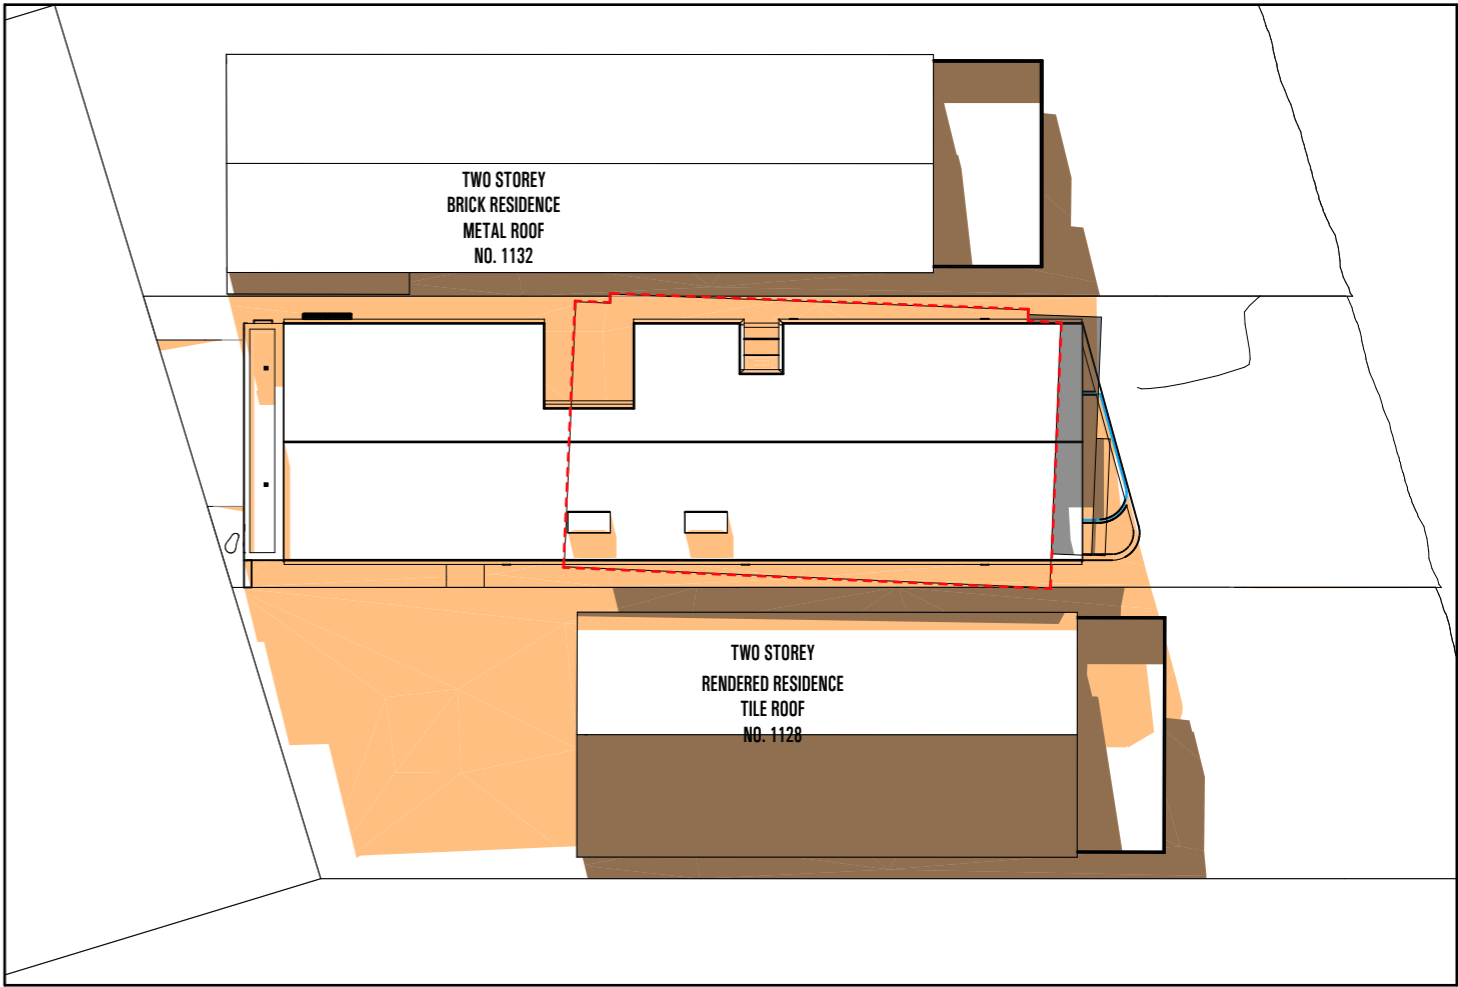 TWO STOREY
BRICK RESIDENCE
METAL ROOF
NO. 1132
TWO STOREY
RENDERED RESIDENCE
TILE ROOF
NO. 1128